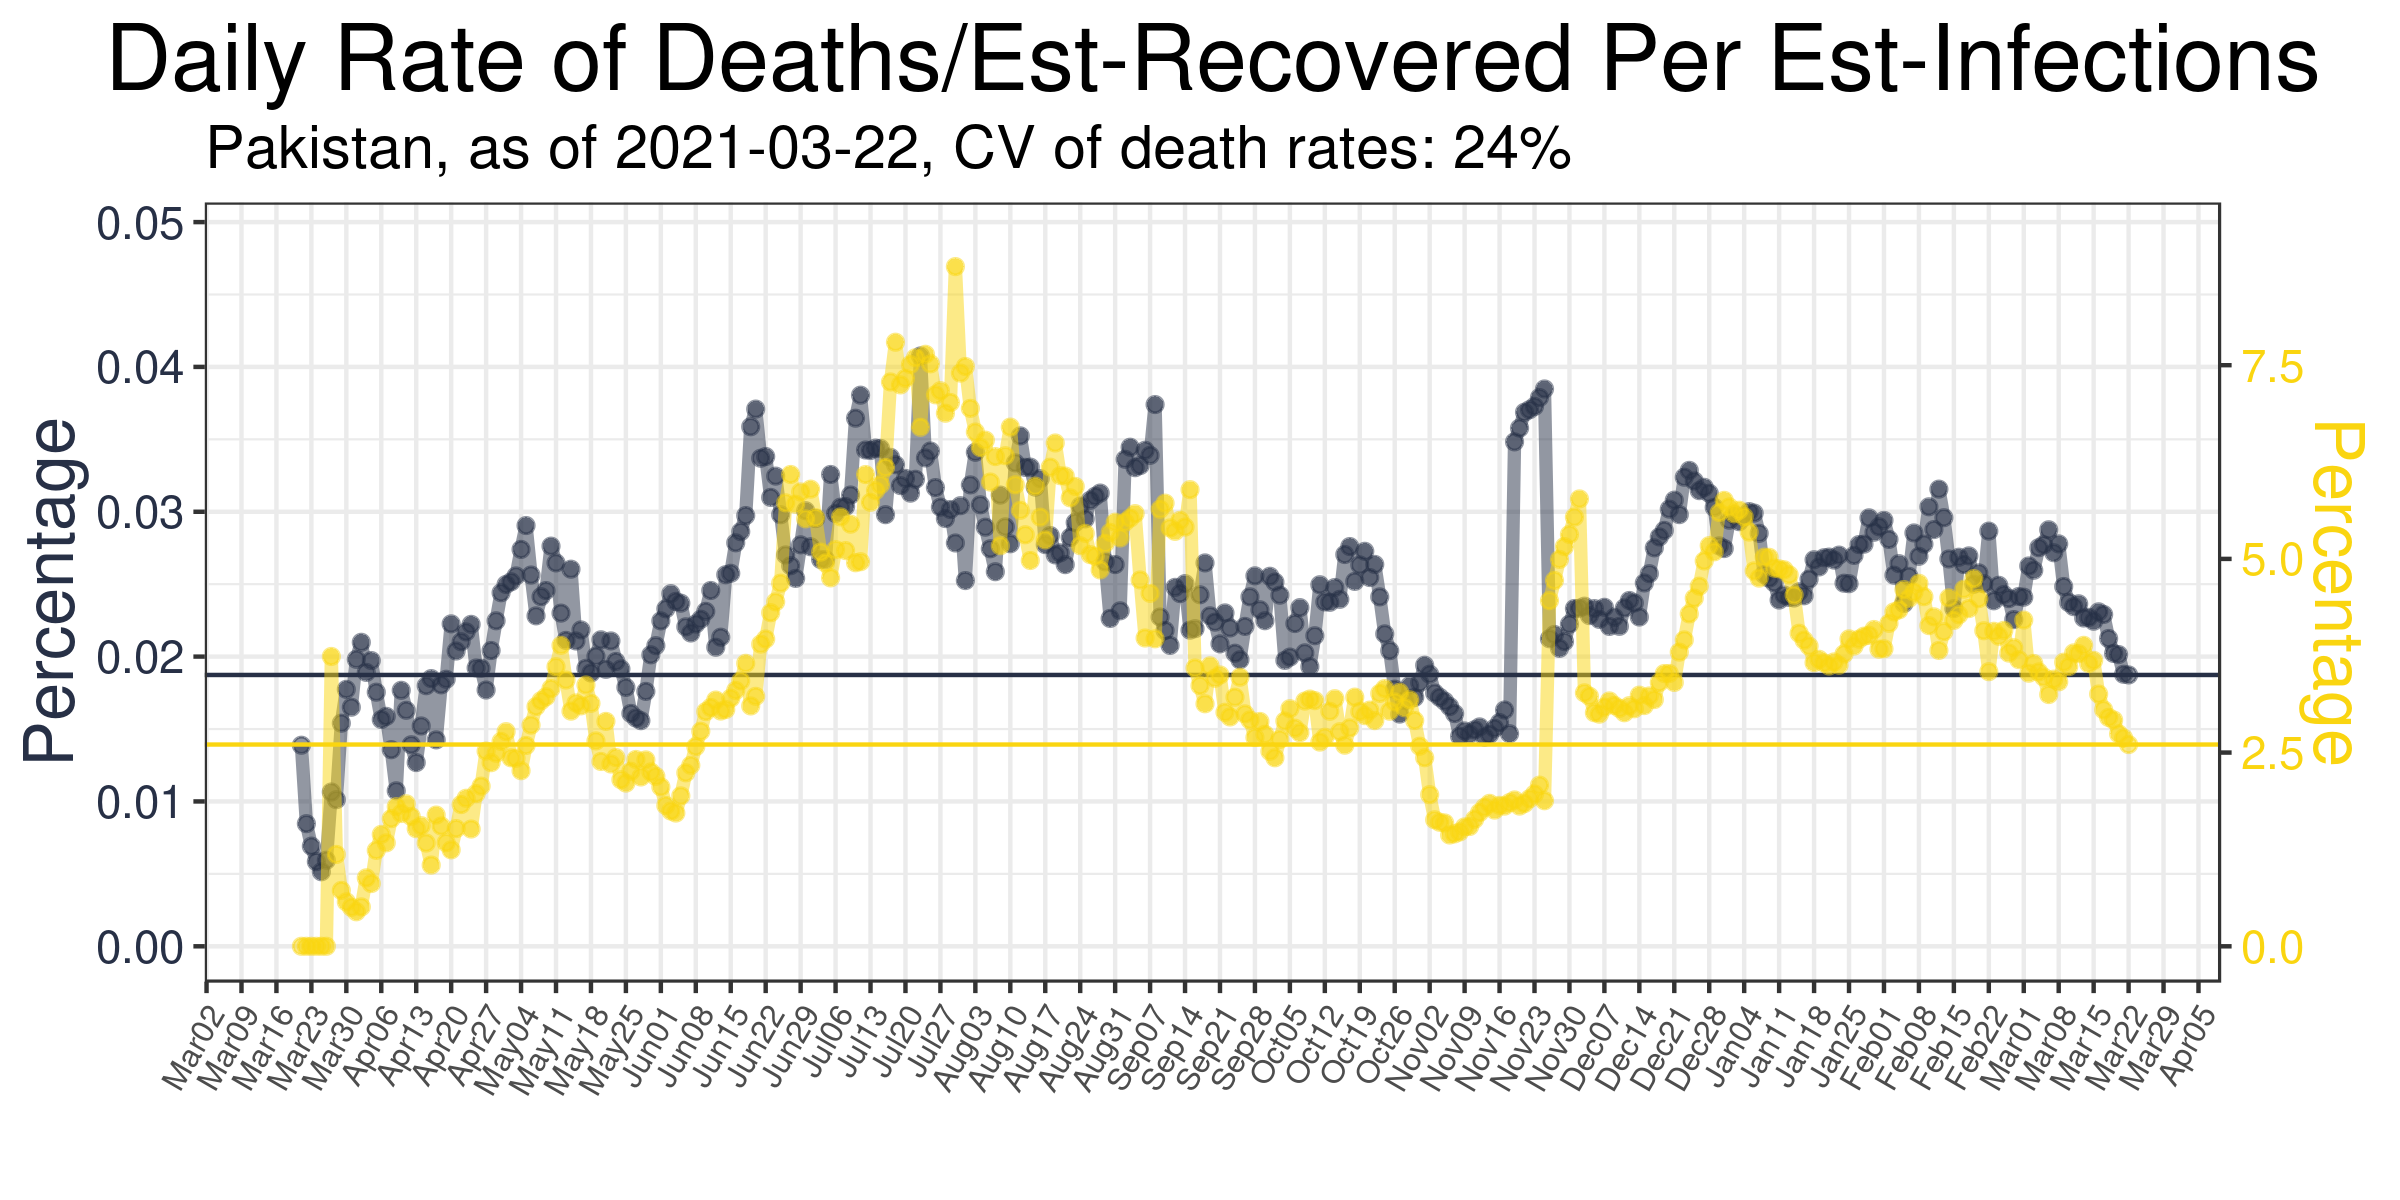 Daily Rate of Deaths/Est-Recovered Per Est-Infections
Pakistan, as of 2021-03-22, CV of death rates: 24%
Percentage
0.05
0.04
0.03
0.02
0.01
0.00
7.5
5.0
2.5
0.0
Percentage
Mar02
Mar09
Mar16
Mar23
Mar30
Apr06
Apr13
Apr20
Apr27
May04
May11
May18
May25
Jun01
Jun08
Jun15
Jun22
Jun29
Jul06
Jul13
Jul20
Jul27
Aug03
Aug10
Aug17
Aug24
Aug31
Sep07
Sep14
Sep21
Sep28
Oct05
Oct12
Oct19
Oct26
Nov02
Nov09
Nov16
Nov23
Nov30
Dec07
Dec14
Dec21
Dec28
Jan04
Jan11
Jan18
Jan25
Feb01
Feb08
Feb15
Feb22
Mar01
Mar08
Mar15
Mar22
Mar29
Apr05